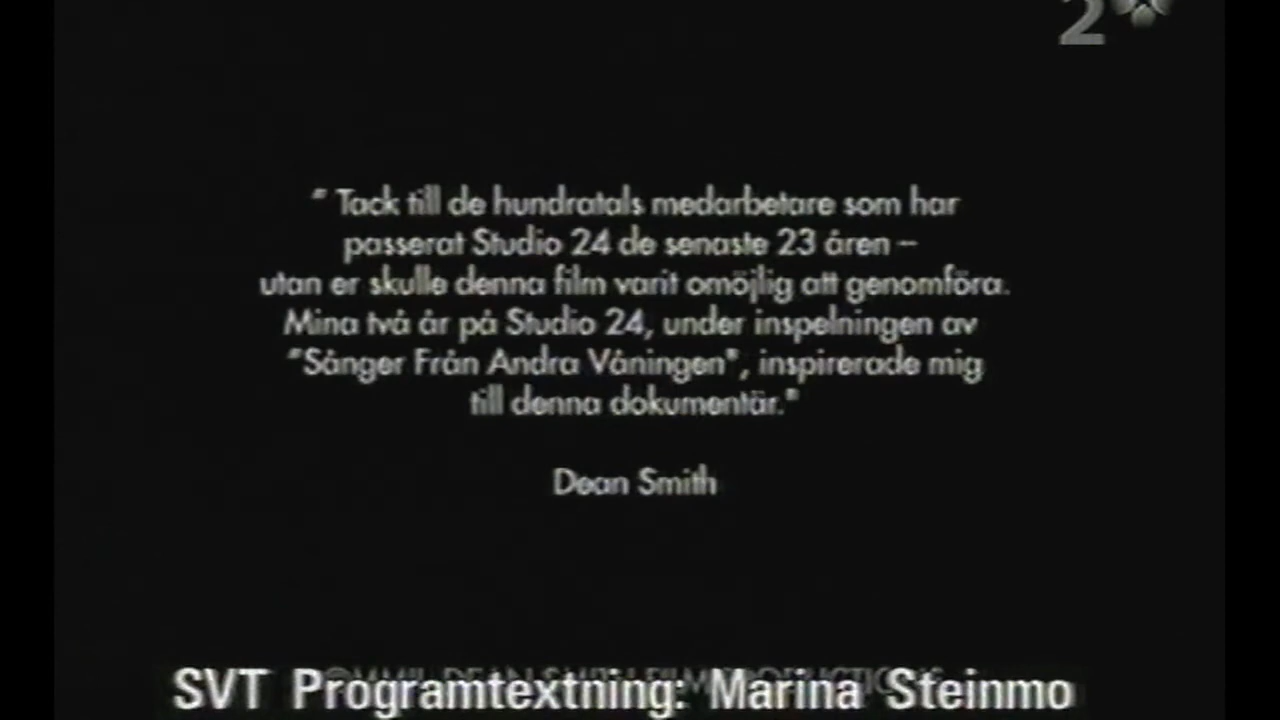 2
" Tack till de hundratals medarbetare som har
passerat Studio 24 de senaste 23 åren –
utan er skulle denna film varit omöjlig att genomföra.
Mina två år på Studio 24, under inspelningen av
"Sånger Från Andra Våningen", inspirerade mig
till denna dokumentär."
Dean Smith
SVT Programtextning: Marina Steinmo